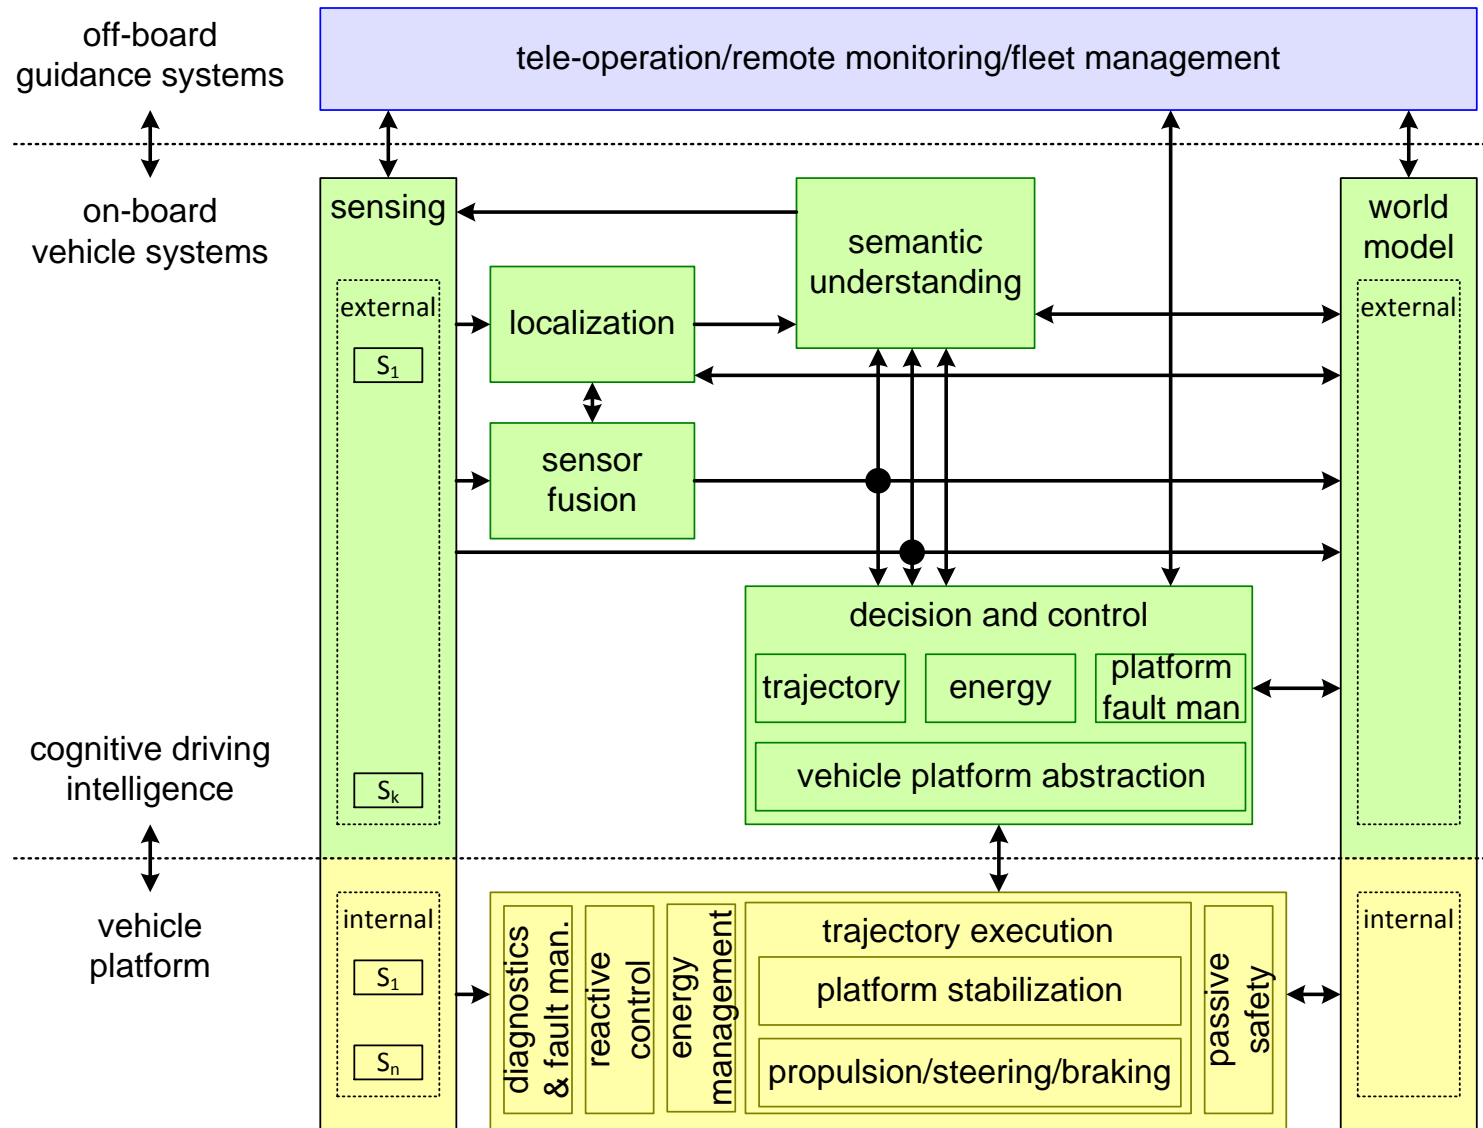 off-board
guidance systems
tele-operation/remote monitoring/fleet management
on-board
vehicle systems
sensing
semantic
understanding
world
model
external
localization
external
S₁
sensor
fusion
decision and control
trajectory
energy
platform
fault man
cognitive driving
intelligence
vehicle platform abstraction
Sₖ
vehicle
platform
internal
S₁
Sₙ
diagnostics
& fault man.
reactive
control
energy
management
trajectory execution
platform stabilization
propulsion/steering/braking
passive
safety
internal